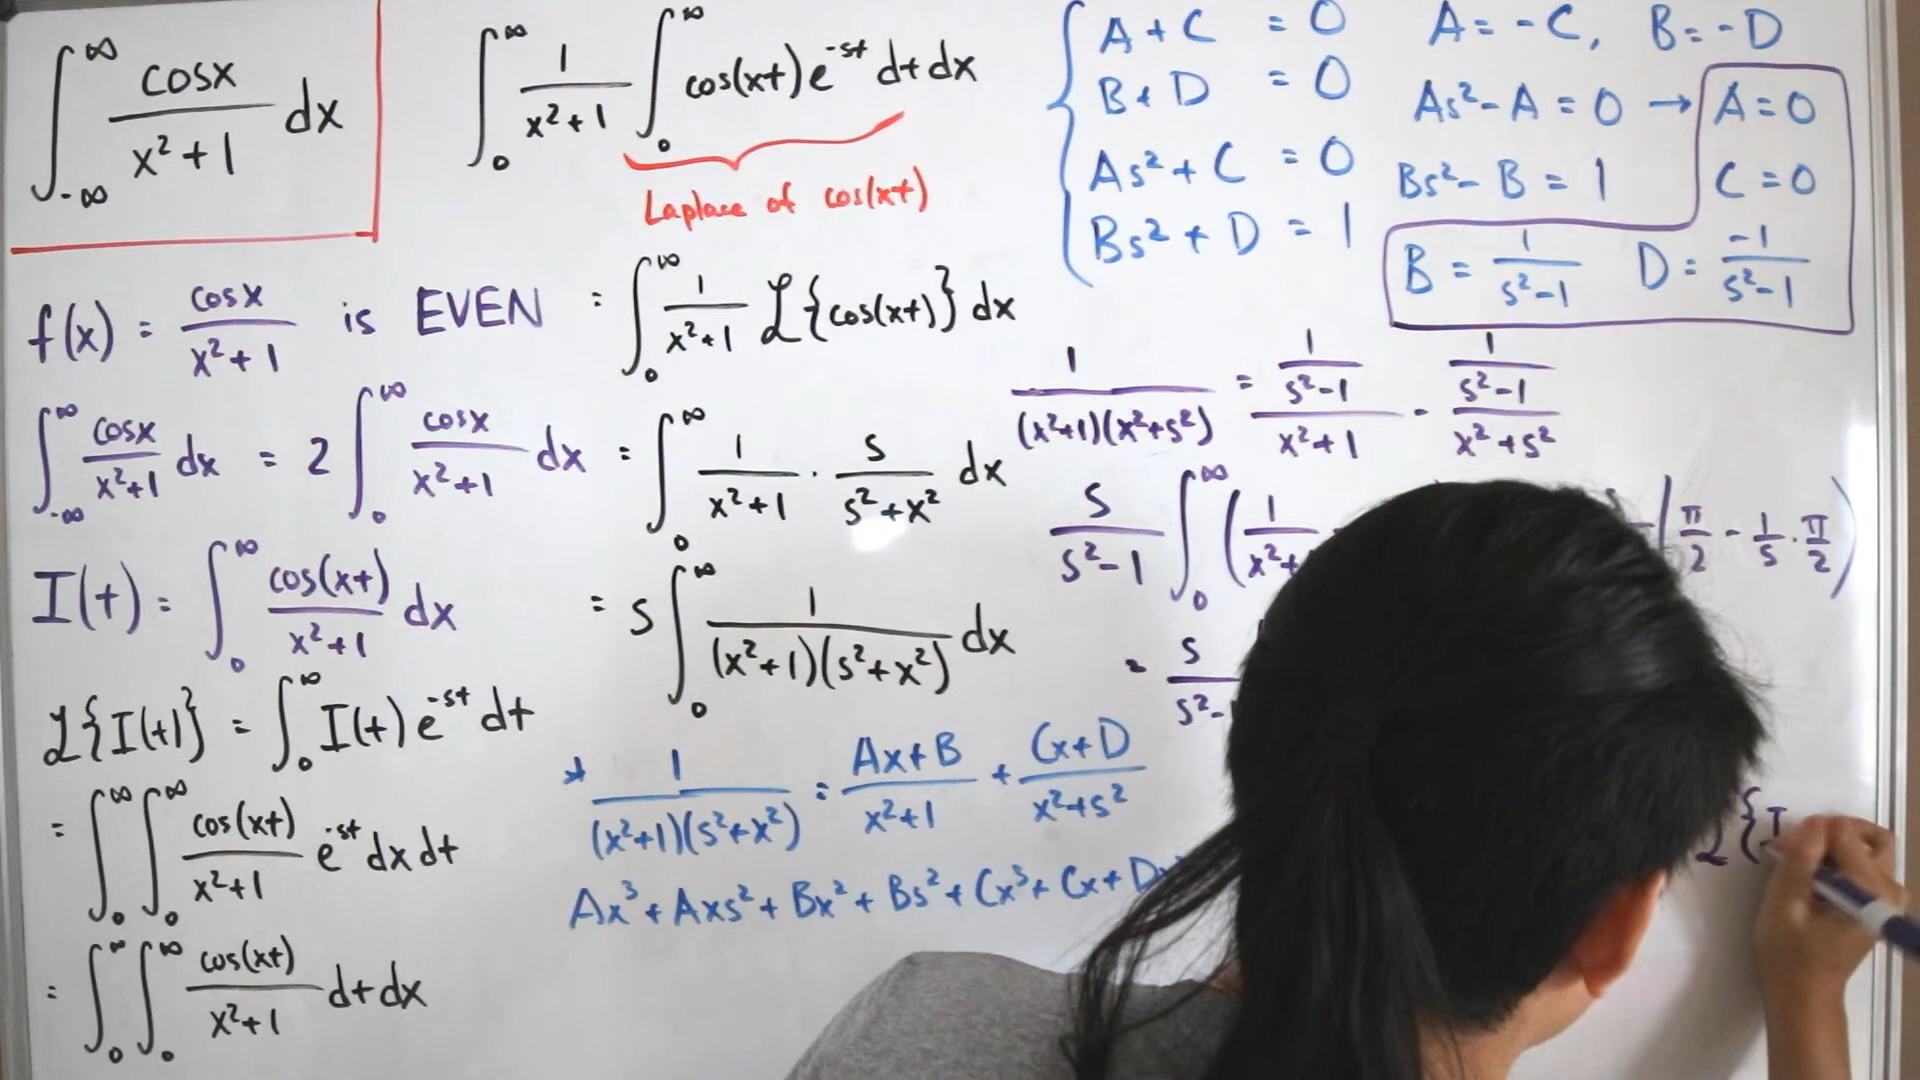 ∫_{-∞}^{∞} cosx/(x²+1) dx
f(x) = cosx/(x²+1) is EVEN
∫_{-∞}^{∞} cosx/(x²+1) dx = 2 ∫_0^∞ cosx/(x²+1) dx
I(t) = ∫_0^∞ cos(xt)/(x²+1) dx
ℒ{I(t)} = ∫_0^∞ I(t) e^{-st} dt
= ∫_0^∞ ∫_0^∞ cos(xt)/(x²+1) e^{-st} dx dt
= ∫_0^∞ ∫_0^∞ cos(xt)/(x²+1) dt dx
∫_0^∞ 1/(x²+1) ∫_0^∞ cos(xt) e^{-st} dt dx
Laplace of cos(xt)
= ∫_0^∞ 1/(x²+1) ℒ{cos(xt)} dx
= ∫_0^∞ 1/(x²+1) · s/(s²+x²) dx
= s ∫_0^∞ 1/((x²+1)(s²+x²)) dx
* 1/((x²+1)(s²+x²)) = (Ax+B)/(x²+1) + (Cx+D)/(x²+s²)
Ax³ + Axs² + Bx² + Bs² + Cx³ + Cx + D
A + C = 0
B + D = 0
As² + C = 0
Bs² + D = 1
A = -C, B = -D
As² - A = 0 → A = 0
Bs² - B = 1 C = 0
B = 1/(s²-1) D = -1/(s²-1)
1/((x²+1)(x²+s²)) = (1/(s²-1))/(x²+1) - (1/(s²-1))/(x²+s²)
s/(s²-1) ∫_0^∞ (1/(x²+ π/2 - 1/s · π/2)
= s/(s²-
ℒ{I